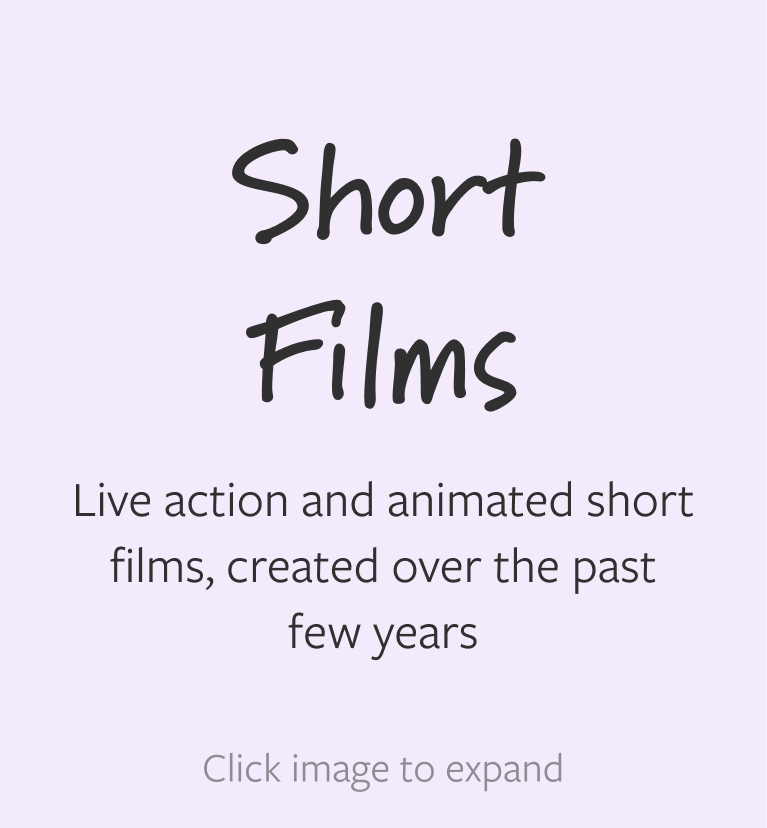 Short
Films
Live action and animated short
films, created over the past
few years
Click image to expand